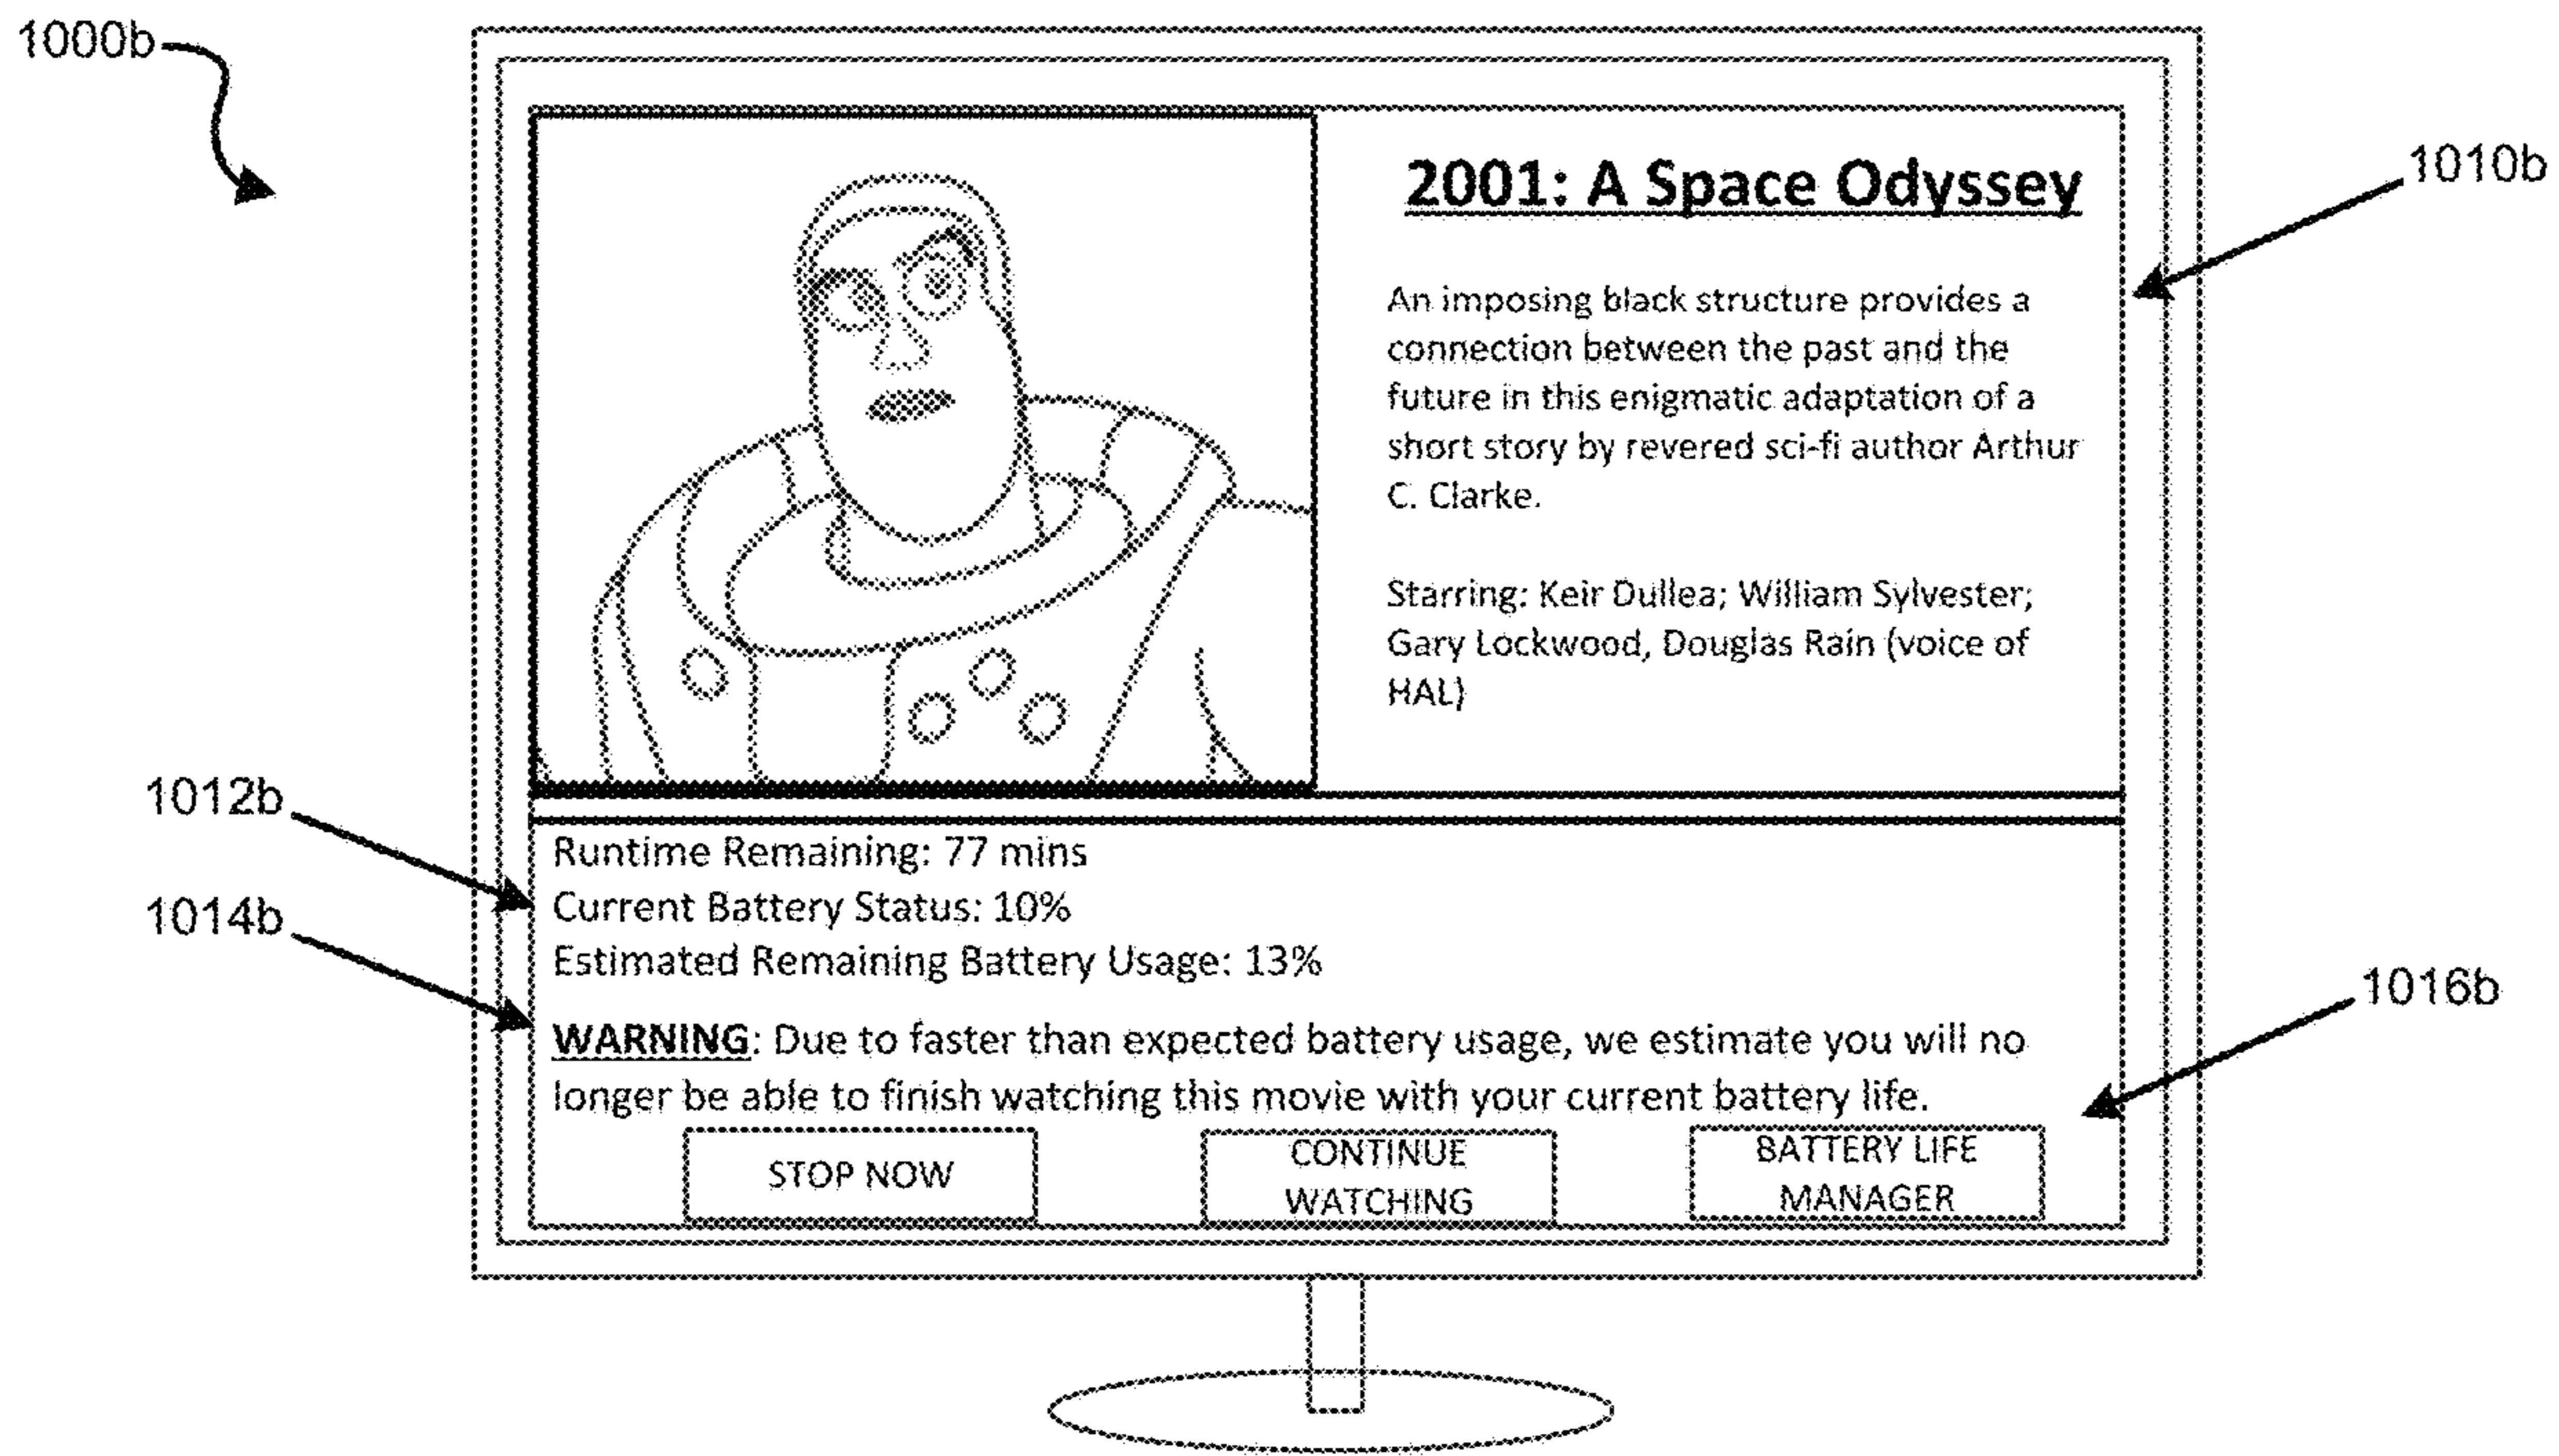 1000b
2001: A Space Odyssey
1010b
An imposing black structure provides a
connection between the past and the
future in this enigmatic adaptation of a
short story by revered sci-fi author Arthur
C. Clarke.
Starring: Keir Dullea; William Sylvester;
Gary Lockwood, Douglas Rain (voice of
HAL)
1012b
Runtime Remaining: 77 mins
Current Battery Status: 10%
1014b
Estimated Remaining Battery Usage: 13%
1016b
WARNING: Due to faster than expected battery usage, we estimate you will no
longer be able to finish watching this movie with your current battery life.
STOP NOW
CONTINUE
WATCHING
BATTERY LIFE
MANAGER